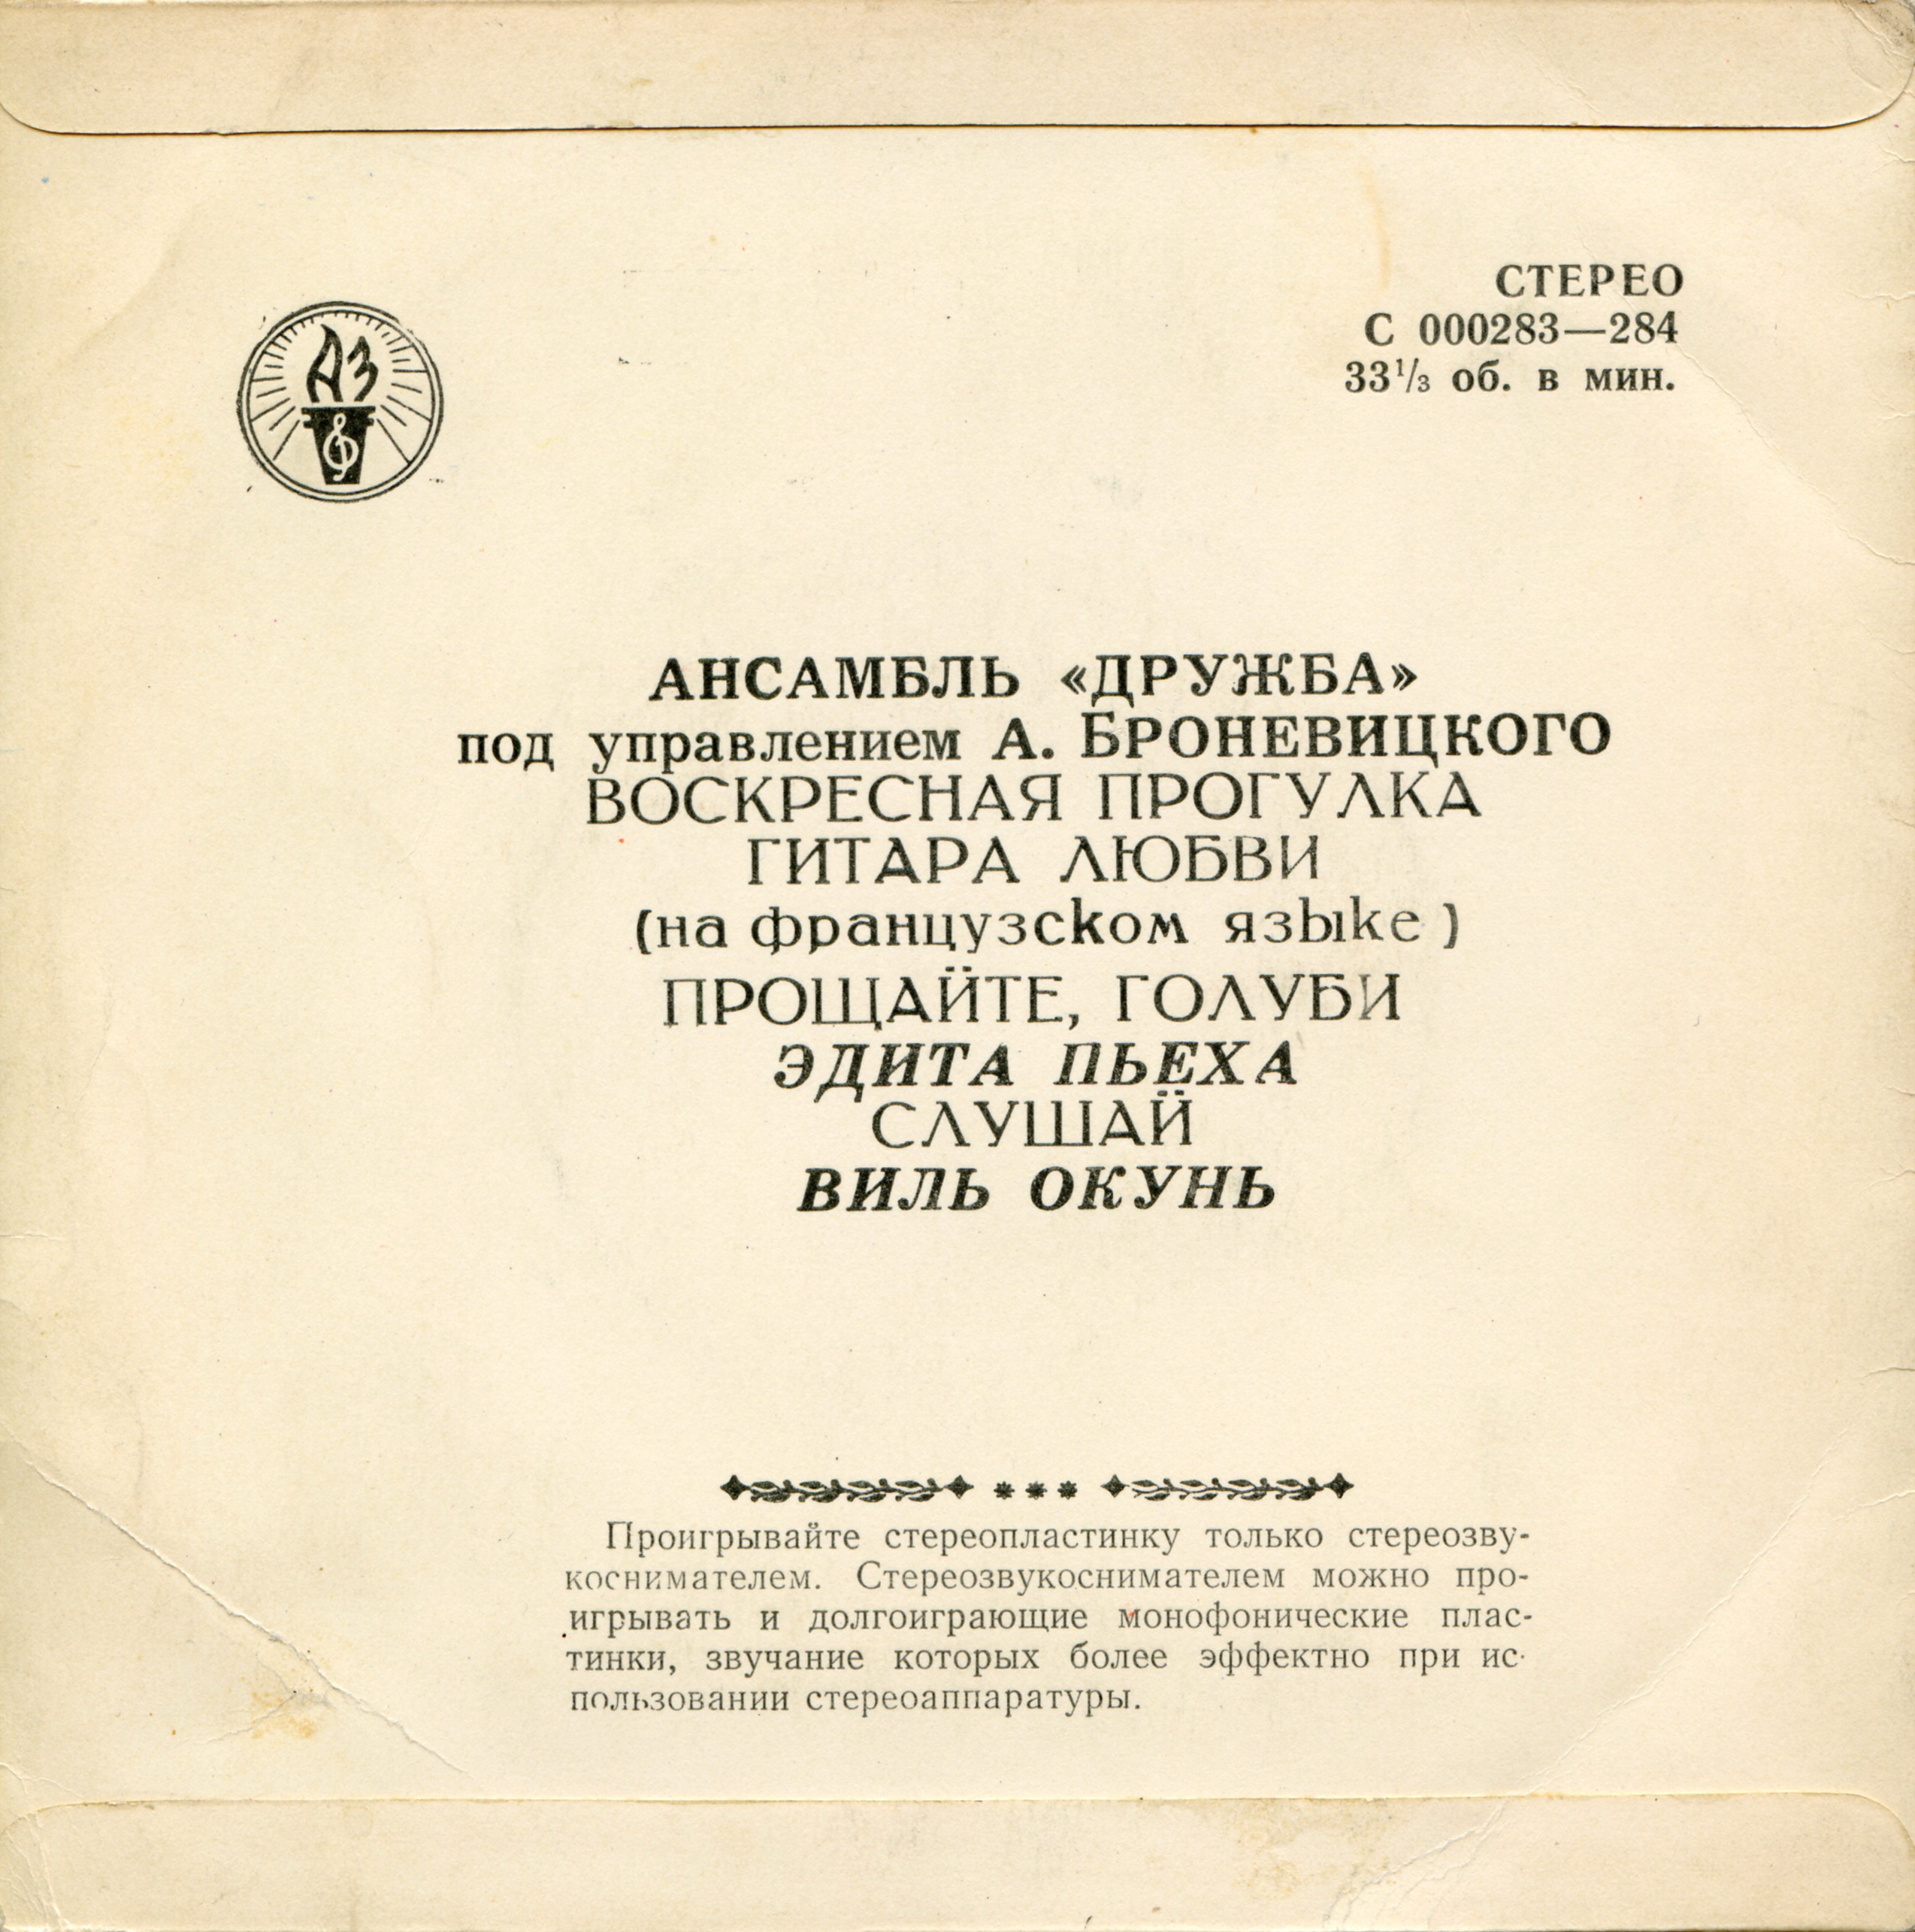 АЗ
СТЕРЕО
С 000283—284
33 1/3 об. в мин.
АНСАМБЛЬ «ДРУЖБА»
под управлением А. БРОНЕВИЦКОГО
ВОСКРЕСНАЯ ПРОГУЛКА
ГИТАРА ЛЮБВИ
(на французском языке)
ПРОЩАЙТЕ, ГОЛУБИ
ЭДИТА ПЬЕХА
СЛУШАЙ
ВИЛЬ ОКУНЬ
Проигрывайте стереопластинку только стереозву-
коснимателем. Стереозвукоснимателем можно про-
игрывать и долгоиграющие монофонические плас-
тинки, звучание которых более эффектно при ис-
пользовании стереоаппаратуры.